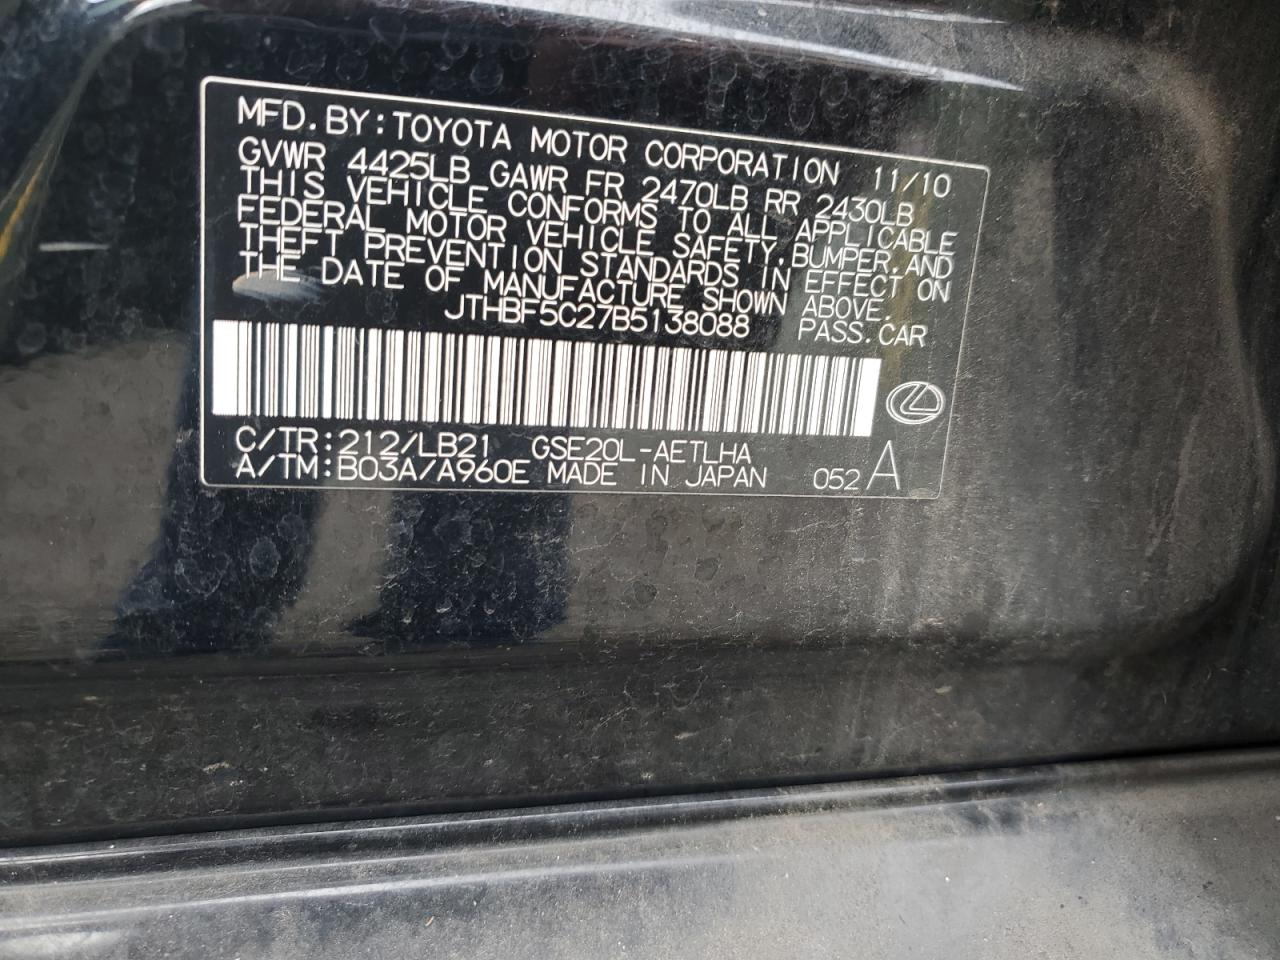 MFD.BY:TOYOTA MOTOR CORPORATION 11/10
GVWR 4425LB GAWR FR 2470LB RR 2430LB
THIS VEHICLE CONFORMS TO ALL APPLICABLE
FEDERAL MOTOR VEHICLE SAFETY,BUMPER,AND
THEFT PREVENTION STANDARDS IN EFFECT ON
THE DATE OF MANUFACTURE SHOWN ABOVE.
JTHBF5C27B5138088 PASS.CAR
C/TR:212/LB21 GSE20L-AETLHA
A/TM:B03A/A960E MADE IN JAPAN 052 A